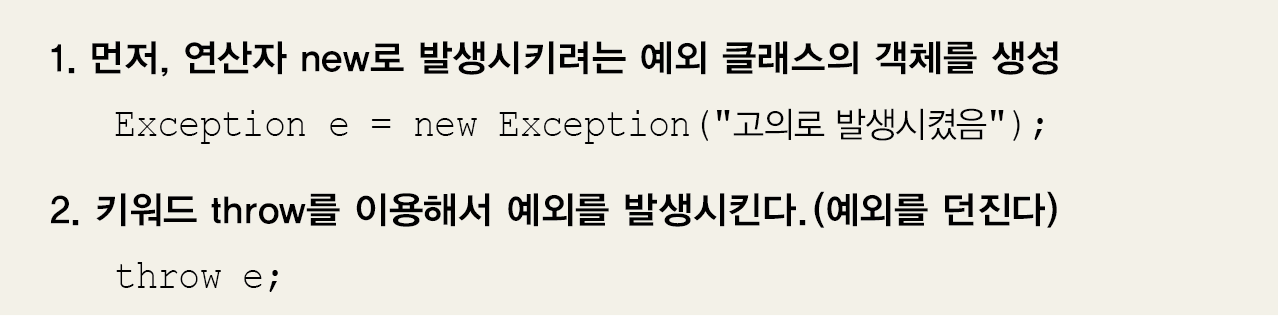 1. 먼저, 연산자 new로 발생시키려는 예외 클래스의 객체를 생성
Exception e = new Exception("고의로 발생시켰음");
2. 키워드 throw를 이용해서 예외를 발생시킨다.(예외를 던진다)
throw e;